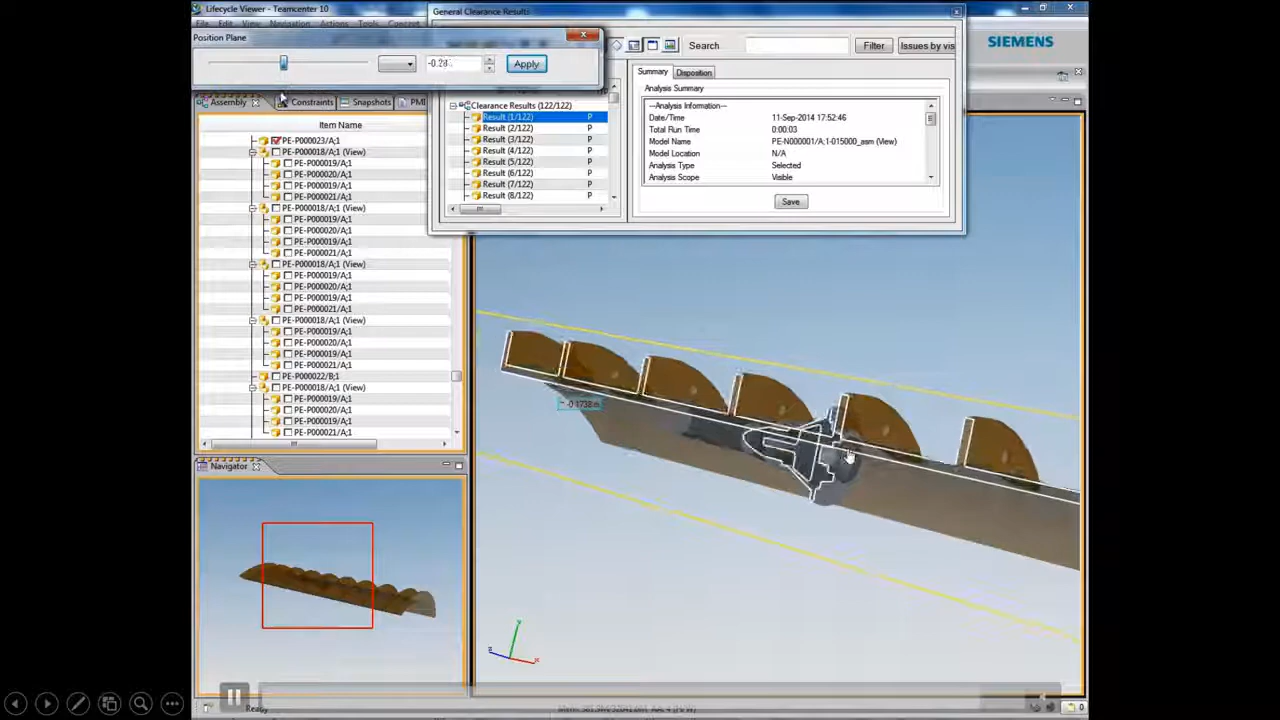 Lifecycle Viewer - Teamcenter 10
File Edit View Navigation Actions Tools Concept
General Clearance Results
Position Plane
Search
Filter
Issues by vis
SIEMENS
Apply
Assembly
Constraints
Snapshots
PMI
Item Name
PE-P000023/A;1
PE-P000018/A;1 (View)
PE-P000019/A;1
PE-P000020/A;1
PE-P000019/A;1
PE-P000021/A;1
PE-P000018/A;1 (View)
PE-P000019/A;1
PE-P000020/A;1
PE-P000019/A;1
PE-P000021/A;1
PE-P000018/A;1 (View)
PE-P000019/A;1
PE-P000020/A;1
PE-P000019/A;1
PE-P000021/A;1
PE-P000018/A;1 (View)
PE-P000019/A;1
PE-P000020/A;1
PE-P000019/A;1
PE-P000021/A;1
PE-P000022/B;1
PE-P000018/A;1 (View)
PE-P000019/A;1
PE-P000020/A;1
PE-P000019/A;1
PE-P000021/A;1
Clearance Results (122/122)
Result (1/122) P
Result (2/122) P
Result (3/122) P
Result (4/122) P
Result (5/122) P
Result (6/122) P
Result (7/122) P
Result (8/122) P
Summary
Disposition
Analysis Summary
---Analysis Information---
Date/Time 11-Sep-2014 17:52:46
Total Run Time 0:00:03
Model Name PE-N000001/A;1-015000_asm (View)
Model Location N/A
Analysis Type Selected
Analysis Scope Visible
Save
Navigator
Ready